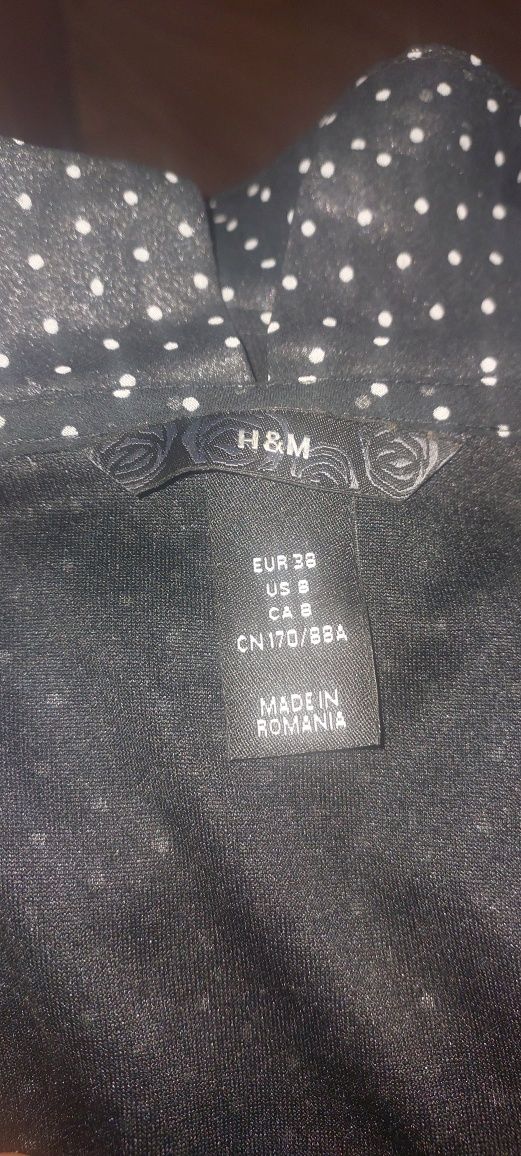 H&M
EUR 38
US 8
CA 8
CN 170/88A
MADE IN
ROMANIA